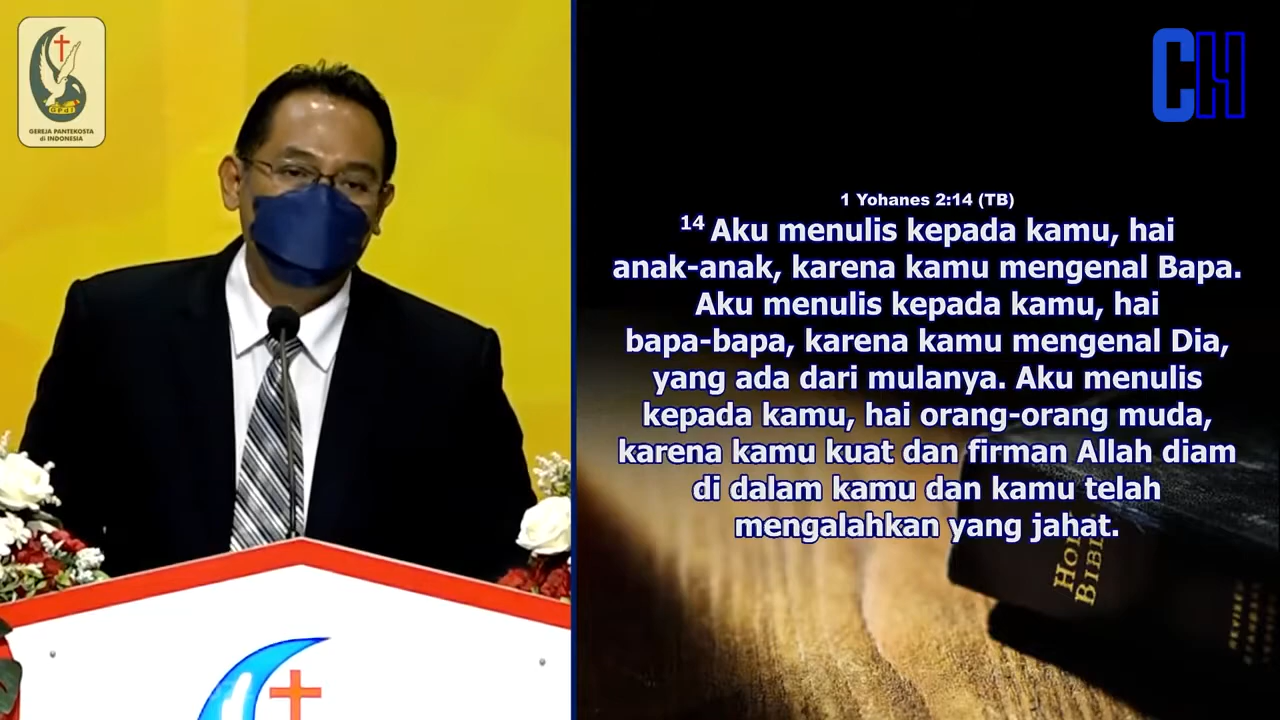 GPdI
GEREJA PANTEKOSTA
di INDONESIA
CH
1 Yohanes 2:14 (TB)
14 Aku menulis kepada kamu, hai
anak-anak, karena kamu mengenal Bapa.
Aku menulis kepada kamu, hai
bapa-bapa, karena kamu mengenal Dia,
yang ada dari mulanya. Aku menulis
kepada kamu, hai orang-orang muda,
karena kamu kuat dan firman Allah diam
di dalam kamu dan kamu telah
mengalahkan yang jahat.
HOLY
BIBLE